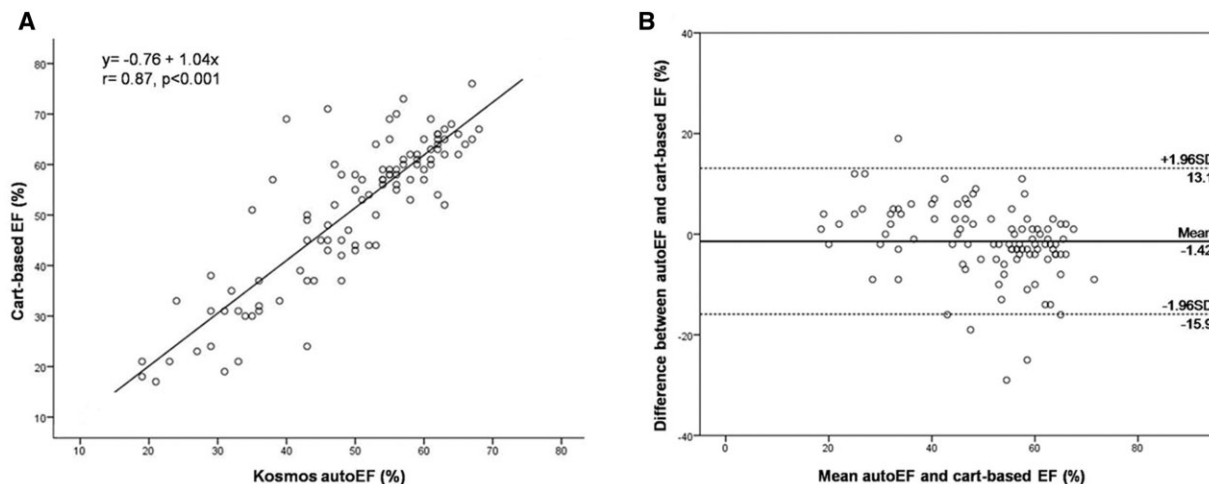 A
y= -0.76 + 1.04x
r= 0.87, p<0.001
Cart-based EF (%)
80
70
60
50
40
30
20
10
10 20 30 40 50 60 70 80
Kosmos autoEF (%)
B
Difference between autoEF and cart-based EF (%)
40
20
0
-20
-40
+1.96SD
13.1
Mean
-1.42
-1.96SD
-15.9
0 20 40 60 80
Mean autoEF and cart-based EF (%)